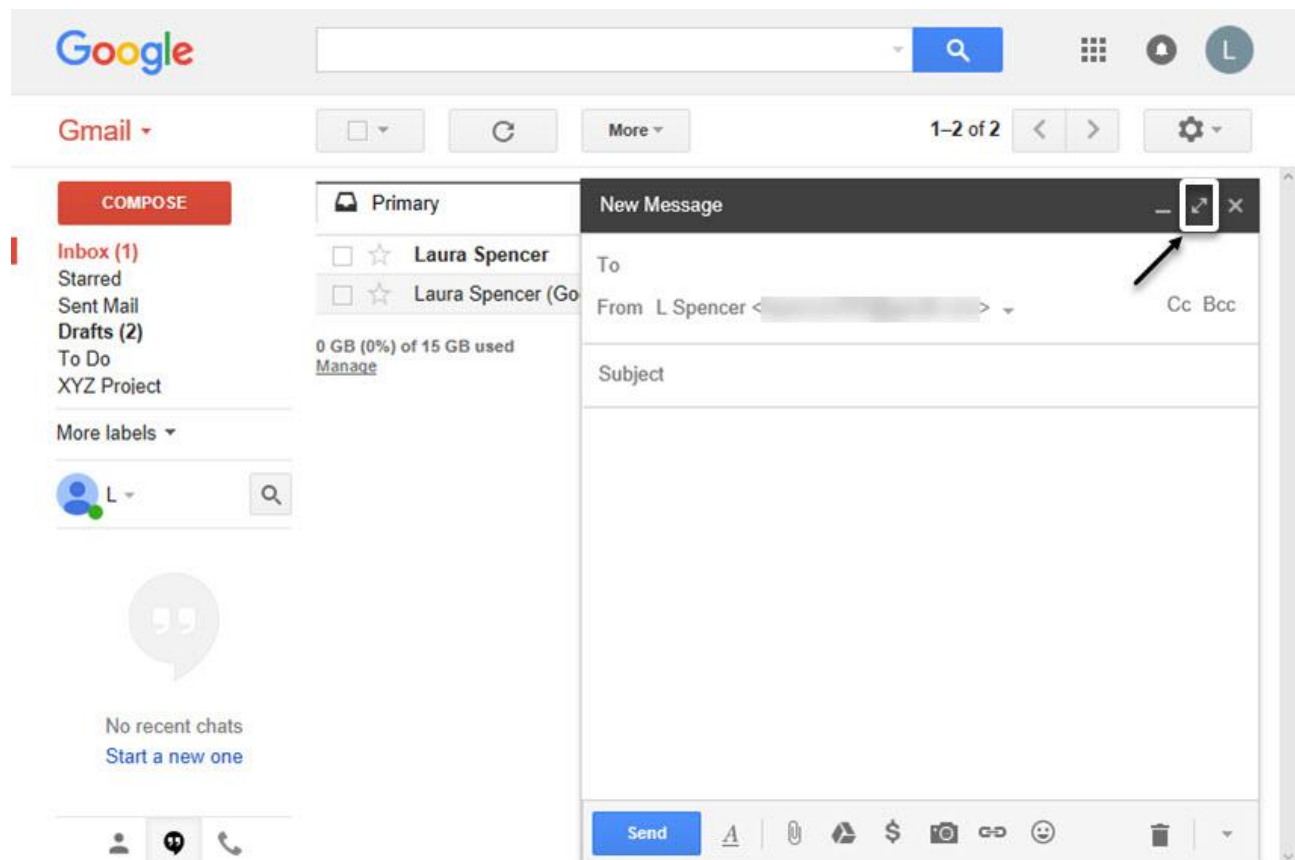 Google
L
Gmail
More
1–2 of 2
COMPOSE
Inbox (1)
Starred
Sent Mail
Drafts (2)
To Do
XYZ Project
More labels
L
No recent chats
Start a new one
Primary
Laura Spencer
Laura Spencer (Go
0 GB (0%) of 15 GB used
Manage
New Message
To
From L Spencer < >
Cc Bcc
Subject
Send A $